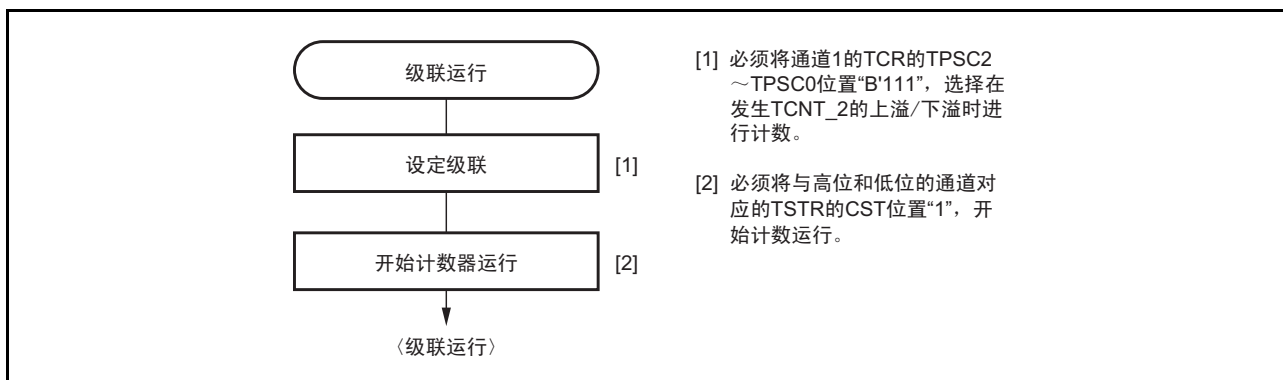 级联运行
设定级联
[1]
开始计数器运行
[2]
〈级联运行〉
[1] 必须将通道1的TCR的TPSC2
～TPSC0位置“B'111”，选择在
发生TCNT_2的上溢/下溢时进
行计数。
[2] 必须将与高位和低位的通道对
应的TSTR的CST位置“1”，开
始计数运行。